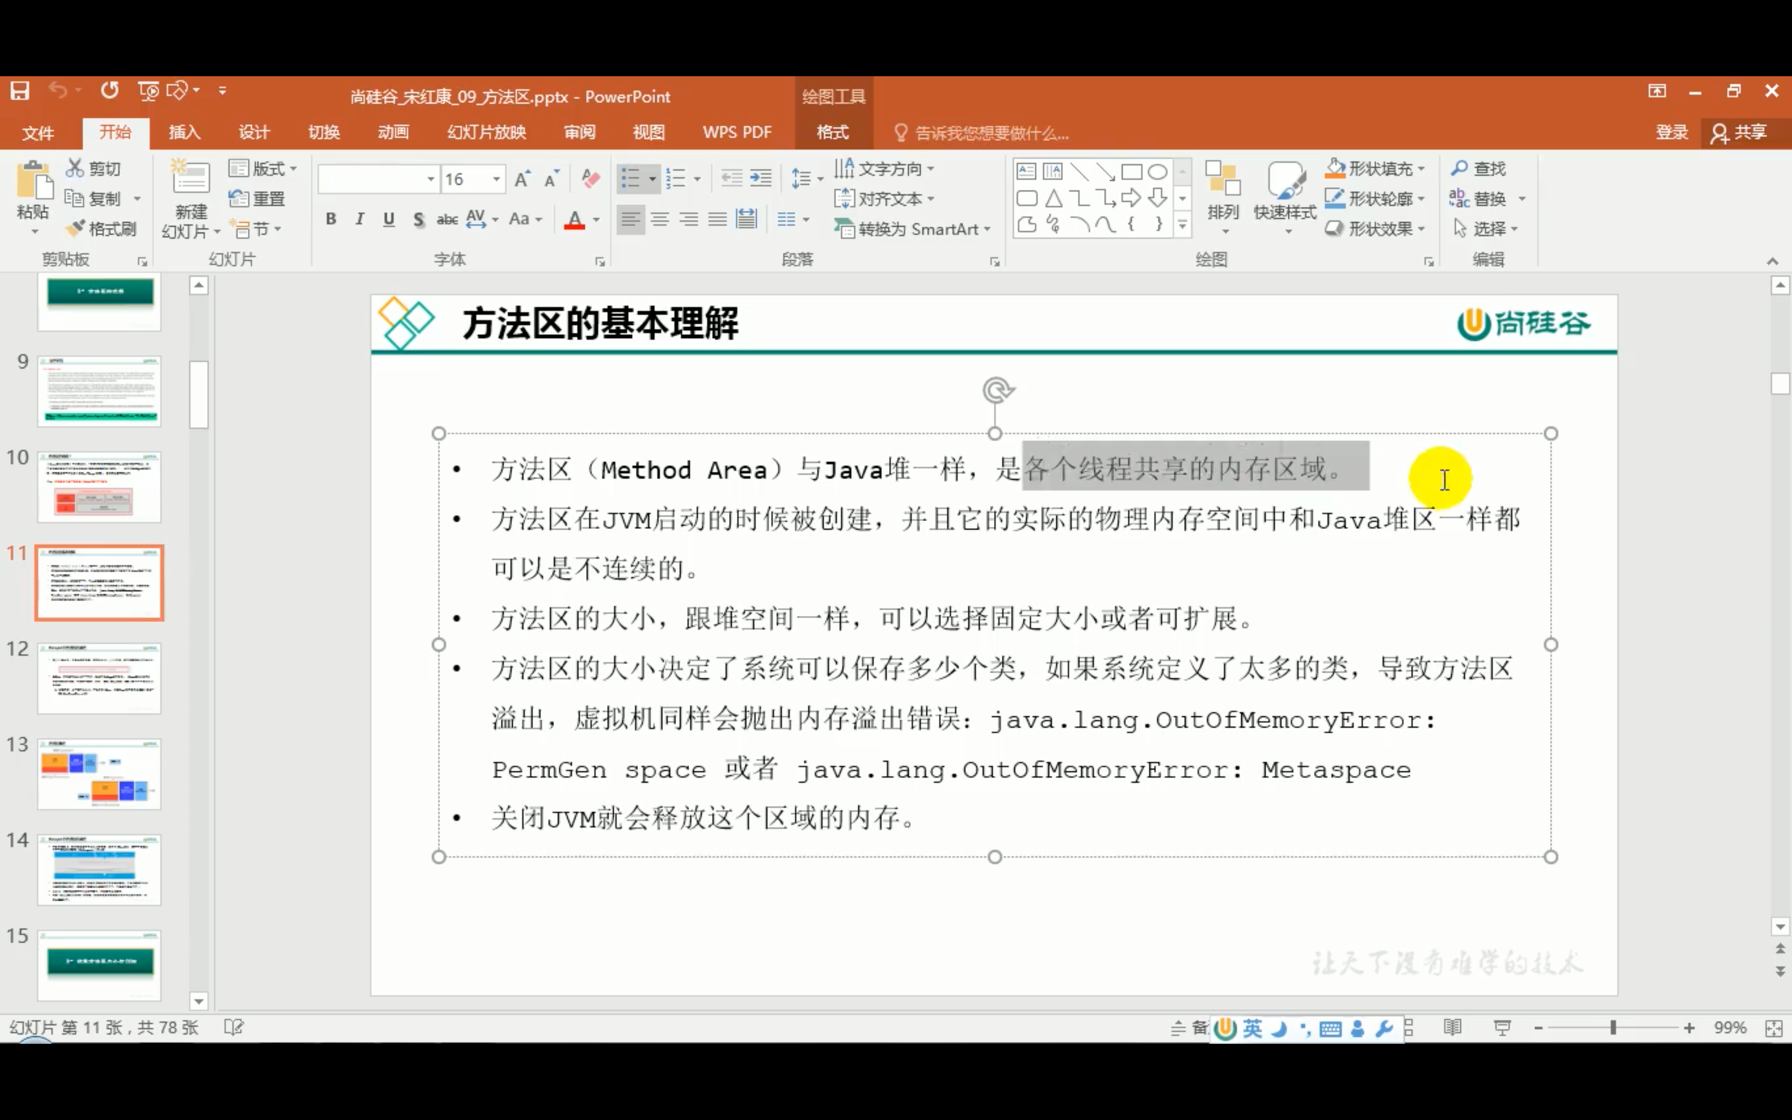 尚硅谷_宋红康_09_方法区.pptx - PowerPoint
绘图工具
文件
开始
插入
设计
切换
动画
幻灯片放映
审阅
视图
WPS PDF
格式
告诉我您想要做什么...
登录
共享
粘贴
剪切
复制
格式刷
剪贴板
新建
幻灯片
版式
重置
节
幻灯片
16
B I U S abc AV Aa A
字体
文字方向
对齐文本
转换为 SmartArt
段落
排列
快速样式
形状填充
形状轮廓
形状效果
绘图
查找
替换
选择
编辑
9
10
11
12
13
14
15
方法区的基本理解
尚硅谷
• 方法区（Method Area）与Java堆一样，是各个线程共享的内存区域。
• 方法区在JVM启动的时候被创建，并且它的实际的物理内存空间中和Java堆区一样都
可以是不连续的。
• 方法区的大小，跟堆空间一样，可以选择固定大小或者可扩展。
• 方法区的大小决定了系统可以保存多少个类，如果系统定义了太多的类，导致方法区
溢出，虚拟机同样会抛出内存溢出错误：java.lang.OutOfMemoryError:
PermGen space 或者 java.lang.OutOfMemoryError: Metaspace
• 关闭JVM就会释放这个区域的内存。
让天下没有难学的技术
幻灯片 第 11 张，共 78 张
备
英
99%